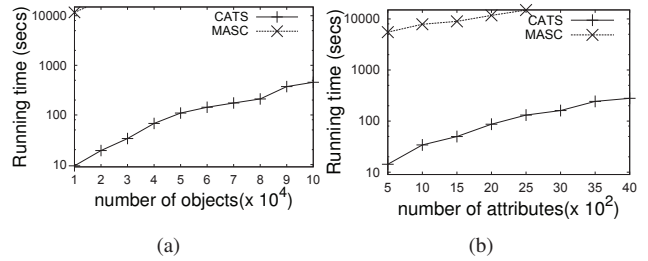 CATS
MASC
10000
1000
100
10
Running time (secs)
1 2 3 4 5 6 7 8 9 10
number of objects(x 10^4)
(a)
CATS
MASC
10000
1000
100
10
Running time (secs)
5 10 15 20 25 30 35 40
number of attributes(x 10^2)
(b)